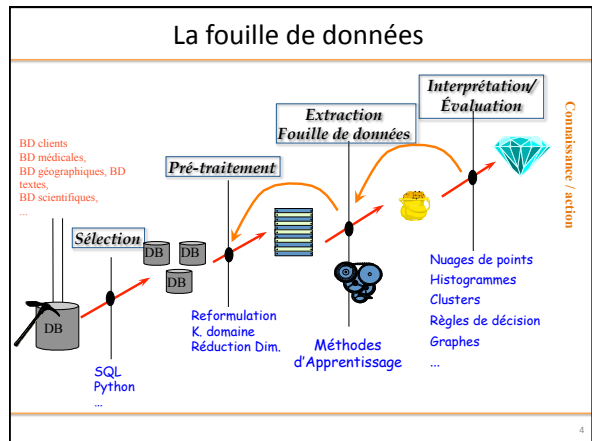 La fouille de données
Interprétation/
Évaluation
Extraction
Fouille de données
Connaissance / action
BD clients
BD médicales,
BD géographiques, BD
textes,
BD scientifiques,
...
Pré-traitement
Sélection
DB
DB
DB
DB
Reformulation
K. domaine
Réduction Dim.
Méthodes
d'Apprentissage
Nuages de points
Histogrammes
Clusters
Règles de décision
Graphes
...
SQL
Python
...
4